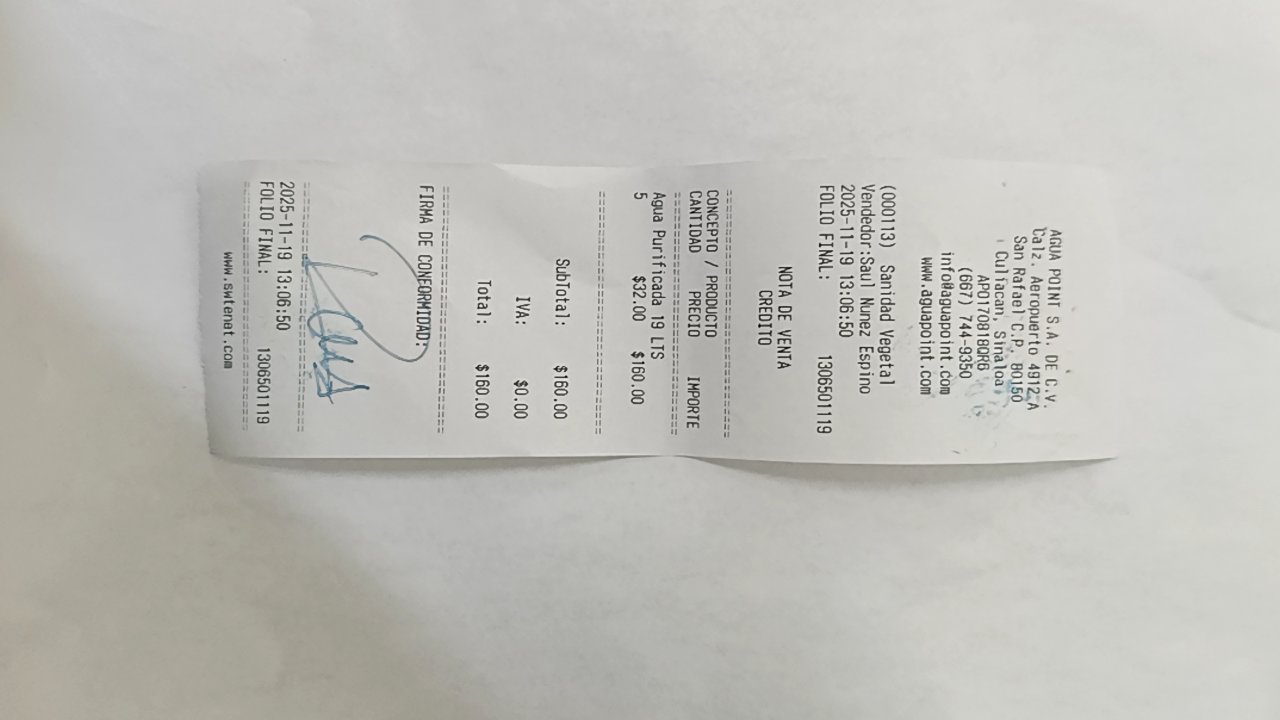 AGUA POINT S.A. DE C.V.
Calz. Aeropuerto 4912 A
San Rafael C.P. 80150
Culiacan, Sinaloa
APO170818QR6
(667) 744-9350
info@aguapoint.com
www.aguapoint.com
(000113) Sanidad Vegetal
Vendedor:Saul Nunez Espino
2025-11-19 13:06:50
FOLIO FINAL: 1306501119
NOTA DE VENTA
CREDITO
CONCEPTO / PRODUCTO
CANTIDAD PRECIO IMPORTE
Agua Purificada 19 LTS
5 $32.00 $160.00
SubTotal: $160.00
IVA: $0.00
Total: $160.00
FIRMA DE CONFORMIDAD:
2025-11-19 13:06:50
FOLIO FINAL: 1306501119
www.swtenet.com